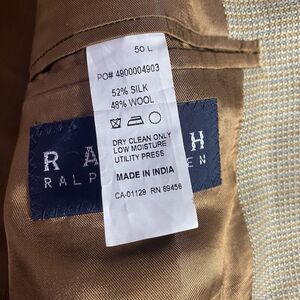 50 L
PO# 4900004903
52% SILK
48% WOOL
DRY CLEAN ONLY
LOW MOISTURE
UTILITY PRESS
MADE IN INDIA
CA-01129 RN 69456
RA H
RALP EN